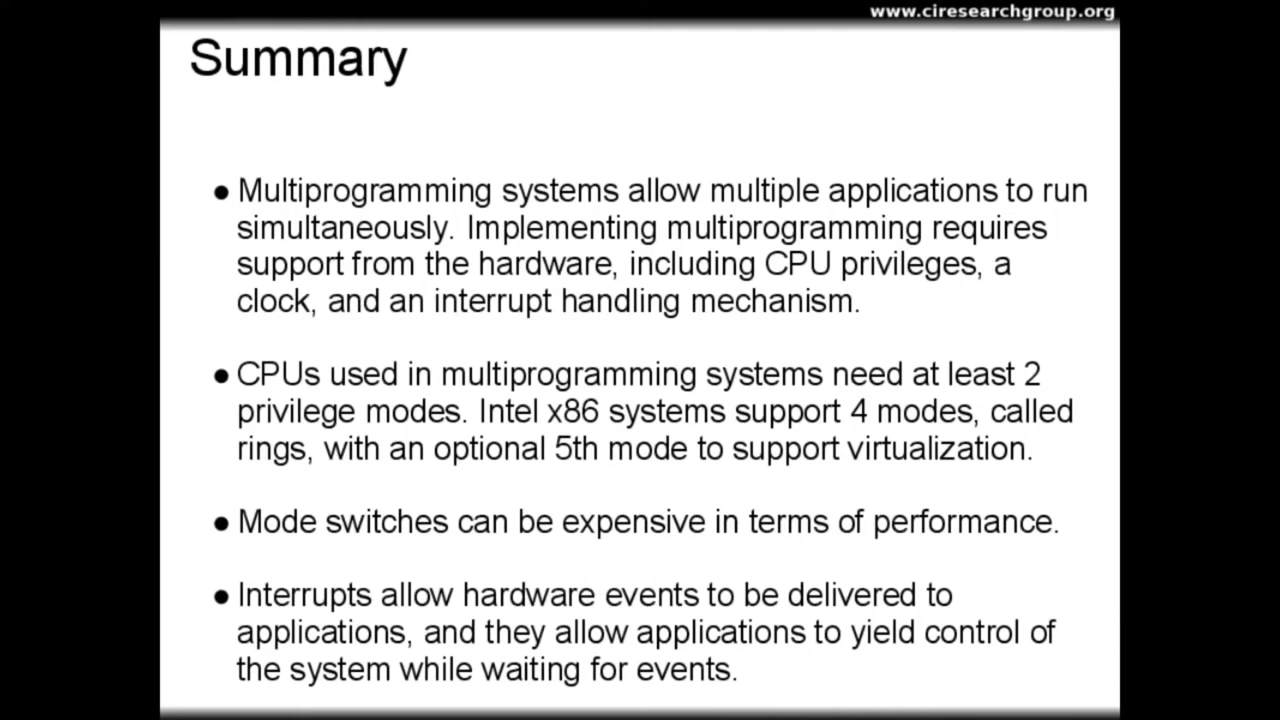 www.ciresearchgroup.org
Summary
● Multiprogramming systems allow multiple applications to run
simultaneously. Implementing multiprogramming requires
support from the hardware, including CPU privileges, a
clock, and an interrupt handling mechanism.
● CPUs used in multiprogramming systems need at least 2
privilege modes. Intel x86 systems support 4 modes, called
rings, with an optional 5th mode to support virtualization.
● Mode switches can be expensive in terms of performance.
● Interrupts allow hardware events to be delivered to
applications, and they allow applications to yield control of
the system while waiting for events.